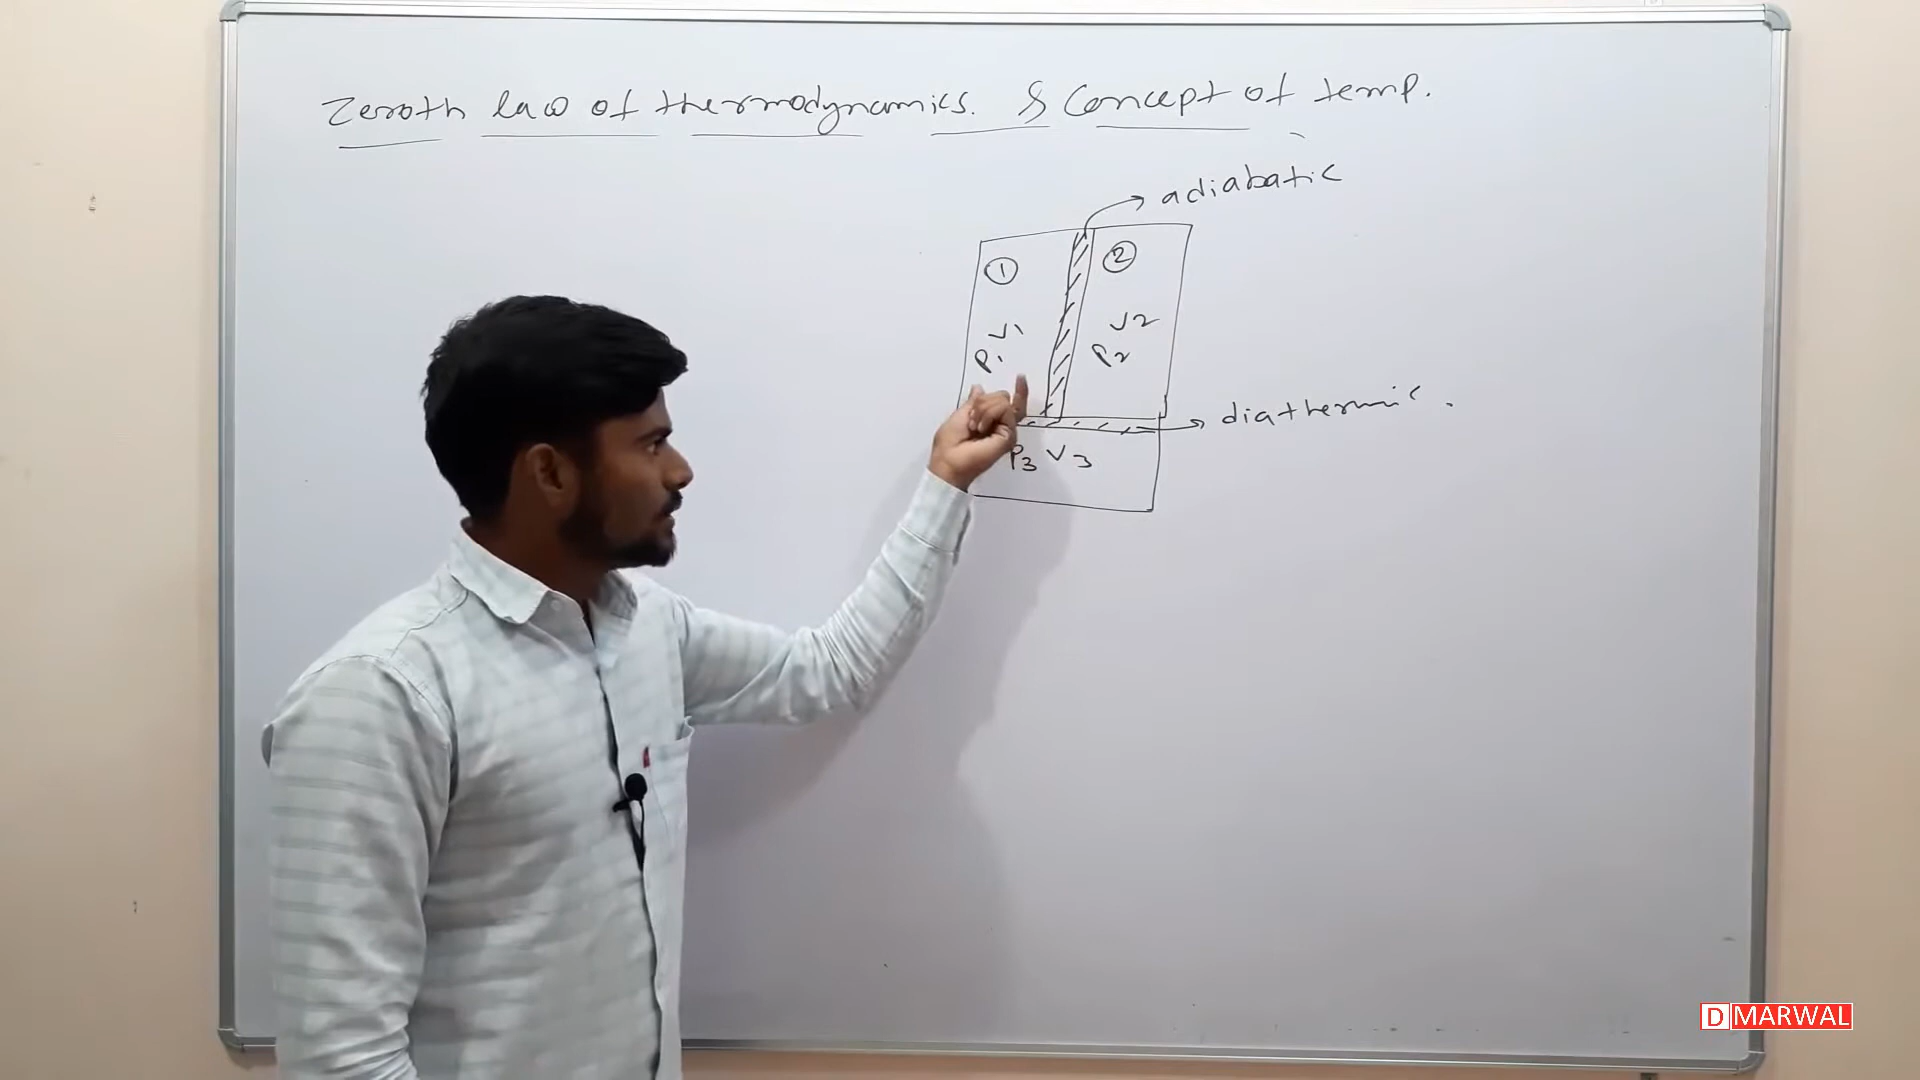 Zeroth law of thermodynamics. & Concept of temp.
adiabatic
1 2
V1 V2
P1 P2
diathermic.
P3 V3
D MARWAL